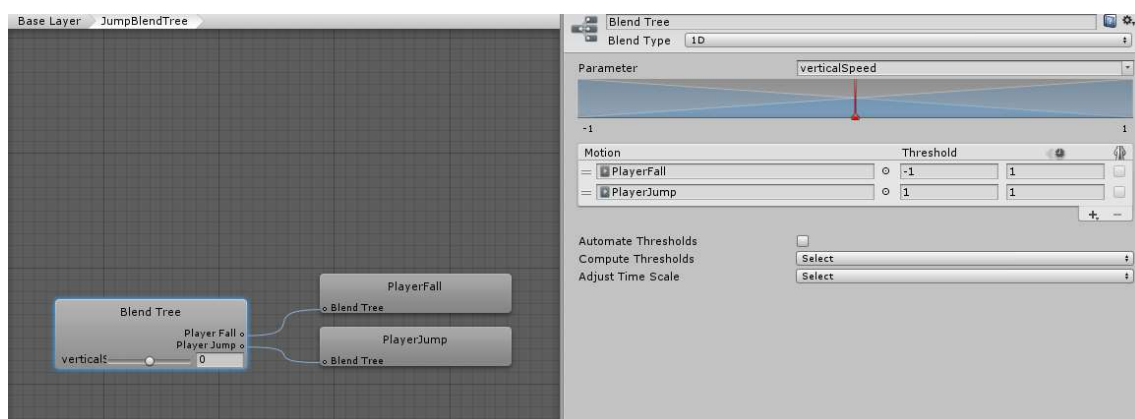 Base Layer JumpBlendTree
Blend Tree
Player Fall
Player Jump
verticalS 0
PlayerFall
Blend Tree
PlayerJump
Blend Tree
Blend Tree
Blend Type 1D
Parameter verticalSpeed
-1 1
Motion Threshold
PlayerFall -1 1
PlayerJump 1 1
Automate Thresholds
Compute Thresholds Select
Adjust Time Scale Select